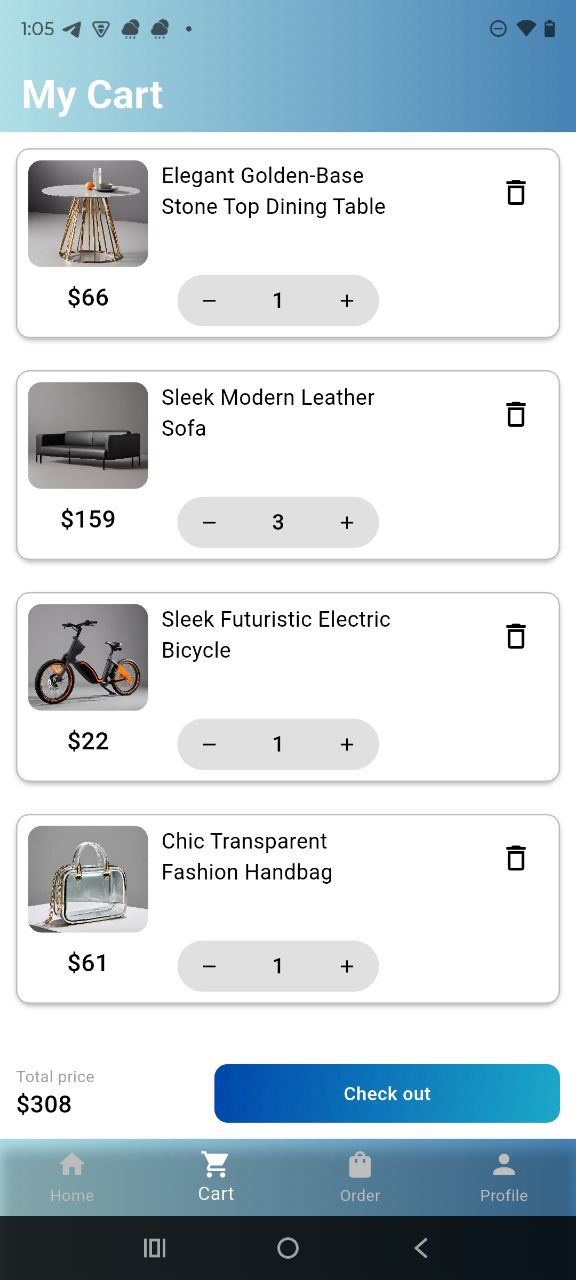 1:05
My Cart
Elegant Golden-Base
Stone Top Dining Table
$66
− 1 +
Sleek Modern Leather
Sofa
$159
− 3 +
Sleek Futuristic Electric
Bicycle
$22
− 1 +
Chic Transparent
Fashion Handbag
$61
− 1 +
Total price
$308
Check out
Home Cart Order Profile